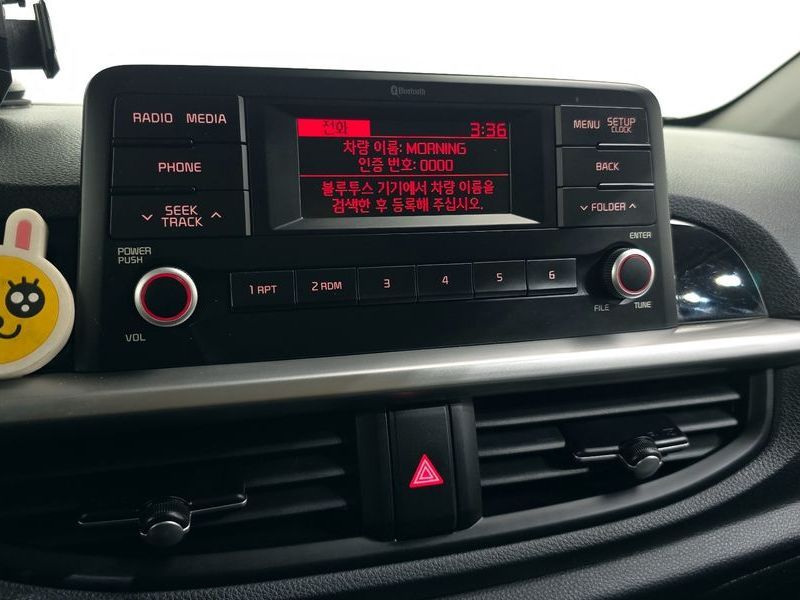 Bluetooth
RADIO MEDIA
PHONE
SEEK
TRACK
POWER
PUSH
VOL
전화 3:36
차량 이름: MORNING
인증 번호: 0000
블루투스 기기에서 차량 이름을
검색한 후 등록해 주십시오.
MENU SETUP
CLOCK
BACK
FOLDER
ENTER
1 RPT 2 RDM 3 4 5 6
FILE TUNE